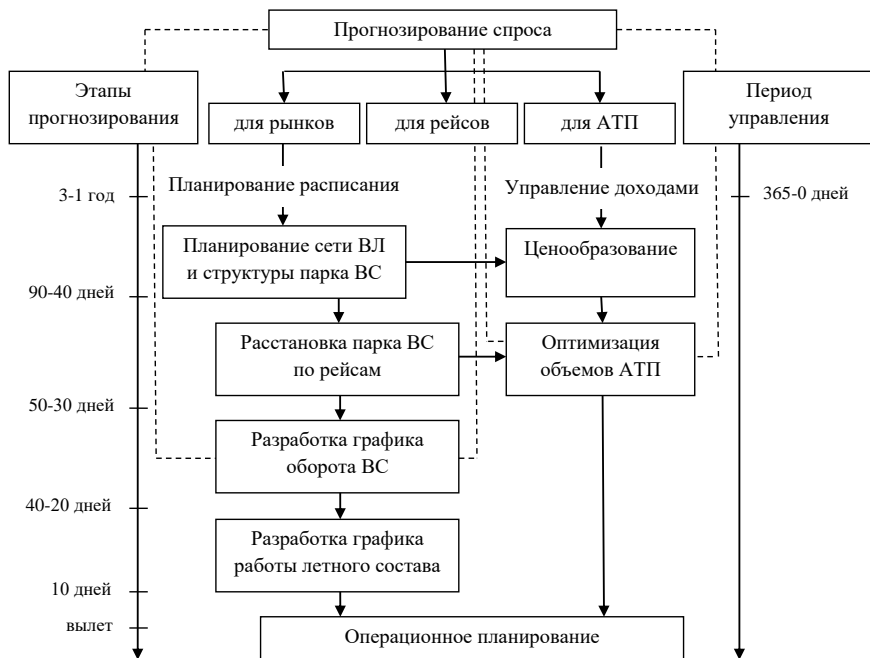 Прогнозирование спроса
Этапы
прогнозирования
Период
управления
для рынков
для рейсов
для АТП
Планирование расписания
Управление доходами
3-1 год
365-0 дней
Планирование сети ВЛ
и структуры парка ВС
Ценообразование
90-40 дней
Расстановка парка ВС
по рейсам
Оптимизация
объемов АТП
50-30 дней
Разработка графика
оборота ВС
40-20 дней
Разработка графика
работы летного состава
10 дней
вылет
Операционное планирование